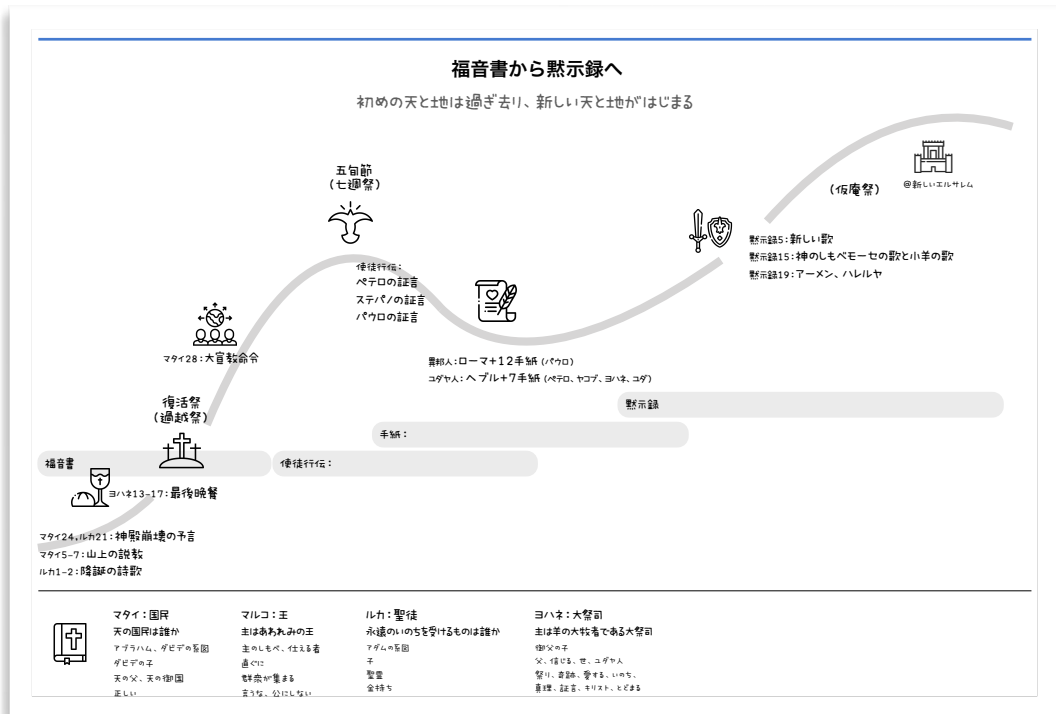 福音書から黙示録へ
初めの天と土地は過ぎ去り、新しい天と土地がはじまる
五旬節
(七週祭)
(仮庵祭)
@新しいエルサレム
使徒行伝:
ペテロの証言
ステパノの証言
パウロの証言
黙示録5:新しい歌
黙示録15:神のしもべモーセの歌と小羊の歌
黙示録19:アーメン、ハレルヤ
マタイ28:大宣教命令
異邦人:ローマ+12手紙 (パウロ)
ユダヤ人:ヘブル+7手紙 (ペテロ、ヤコブ、ヨハネ、ユダ)
復活祭
(過越祭)
黙示録
手紙:
福音書
使徒行伝:
ヨハネ13-17:最後晩餐
マタイ24,ルカ21:神殿崩壊の予言
マタイ5-7:山上の説教
ルカ1-2:降誕の詩歌
マタイ:国民
天の国民は誰か
アブラハム、ダビデの系図
ダビデの子
天の父、天の御国
正しい
マルコ:王
主はあわれみの王
主のしもべ、仕える者
直ぐに
群衆が集まる
言うな、公にしない
ルカ:聖徒
永遠のいのちを受けるものは誰か
アダムの系図
子
聖霊
金持ち
ヨハネ:大祭司
主は羊の大牧者である大祭司
御父の子
父、信じる、世、ユダヤ人
祭り、奇跡、愛する、いのち、
真理、証言、キリスト、とどまる